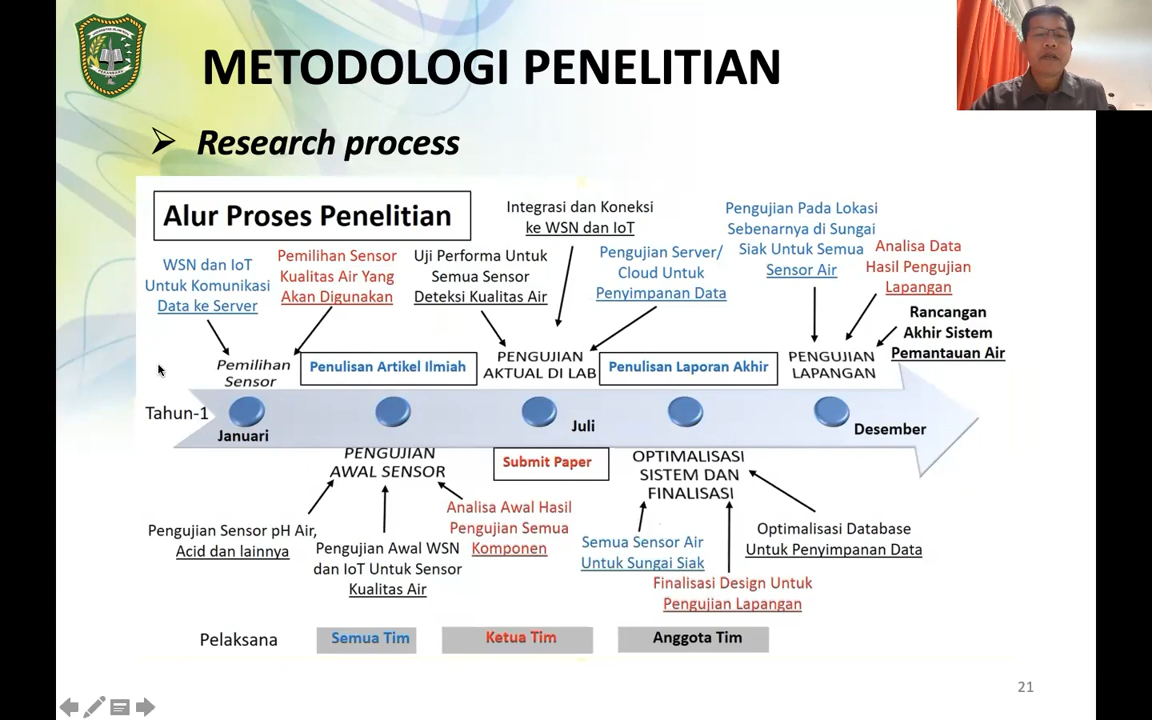 METODOLOGI PENELITIAN
Research process
Alur Proses Penelitian
WSN dan IoT
Untuk Komunikasi
Data ke Server
Pemilihan Sensor
Kualitas Air Yang
Akan Digunakan
Uji Performa Untuk
Semua Sensor
Deteksi Kualitas Air
Integrasi dan Koneksi
ke WSN dan IoT
Pengujian Server/
Cloud Untuk
Penyimpanan Data
Pengujian Pada Lokasi
Sebenarnya di Sungai
Siak Untuk Semua
Sensor Air
Analisa Data
Hasil Pengujian
Lapangan
Rancangan
Akhir Sistem
Pemantauan Air
Pemilihan
Sensor
Penulisan Artikel Ilmiah
PENGUJIAN
AKTUAL DI LAB
Penulisan Laporan Akhir
PENGUJIAN
LAPANGAN
Tahun-1
Januari
Juli
Desember
PENGUJIAN
AWAL SENSOR
Submit Paper
OPTIMALISASI
SISTEM DAN
FINALISASI
Pengujian Sensor pH Air,
Acid dan lainnya
Pengujian Awal WSN
dan IoT Untuk Sensor
Kualitas Air
Analisa Awal Hasil
Pengujian Semua
Komponen
Semua Sensor Air
Untuk Sungai Siak
Finalisasi Design Untuk
Pengujian Lapangan
Optimalisasi Database
Untuk Penyimpanan Data
Pelaksana
Semua Tim
Ketua Tim
Anggota Tim
21